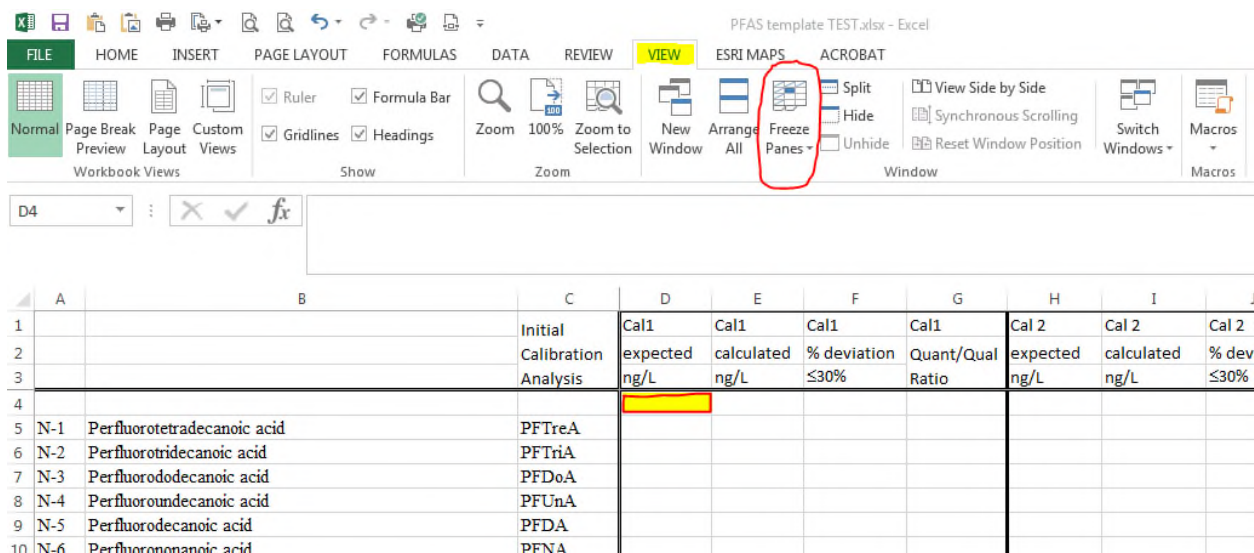 PFAS template TEST.xlsx - Excel
FILE HOME INSERT PAGE LAYOUT FORMULAS DATA REVIEW VIEW ESRI MAPS ACROBAT
Normal Page Break Preview Page Layout Custom Views
Workbook Views
Ruler Formula Bar
Gridlines Headings
Show
Zoom 100% Zoom to Selection
100
Zoom
New Window Arrange All Freeze Panes
Split View Side by Side
Hide Synchronous Scrolling
Unhide Reset Window Position
Switch Windows
Window
Macros
Macros
D4 fx
A B C D E F G H I
1 Initial Cal1 Cal1 Cal1 Cal1 Cal 2 Cal 2 Cal 2
2 Calibration expected calculated % deviation Quant/Qual expected calculated % dev
3 Analysis ng/L ng/L ≤30% Ratio ng/L ng/L ≤30%
4
5 N-1 Perfluorotetradecanoic acid PFTreA
6 N-2 Perfluorotridecanoic acid PFTriA
7 N-3 Perfluorododecanoic acid PFDoA
8 N-4 Perfluoroundecanoic acid PFUnA
9 N-5 Perfluorodecanoic acid PFDA
10 N-6 Perfluorononanoic acid PFNA